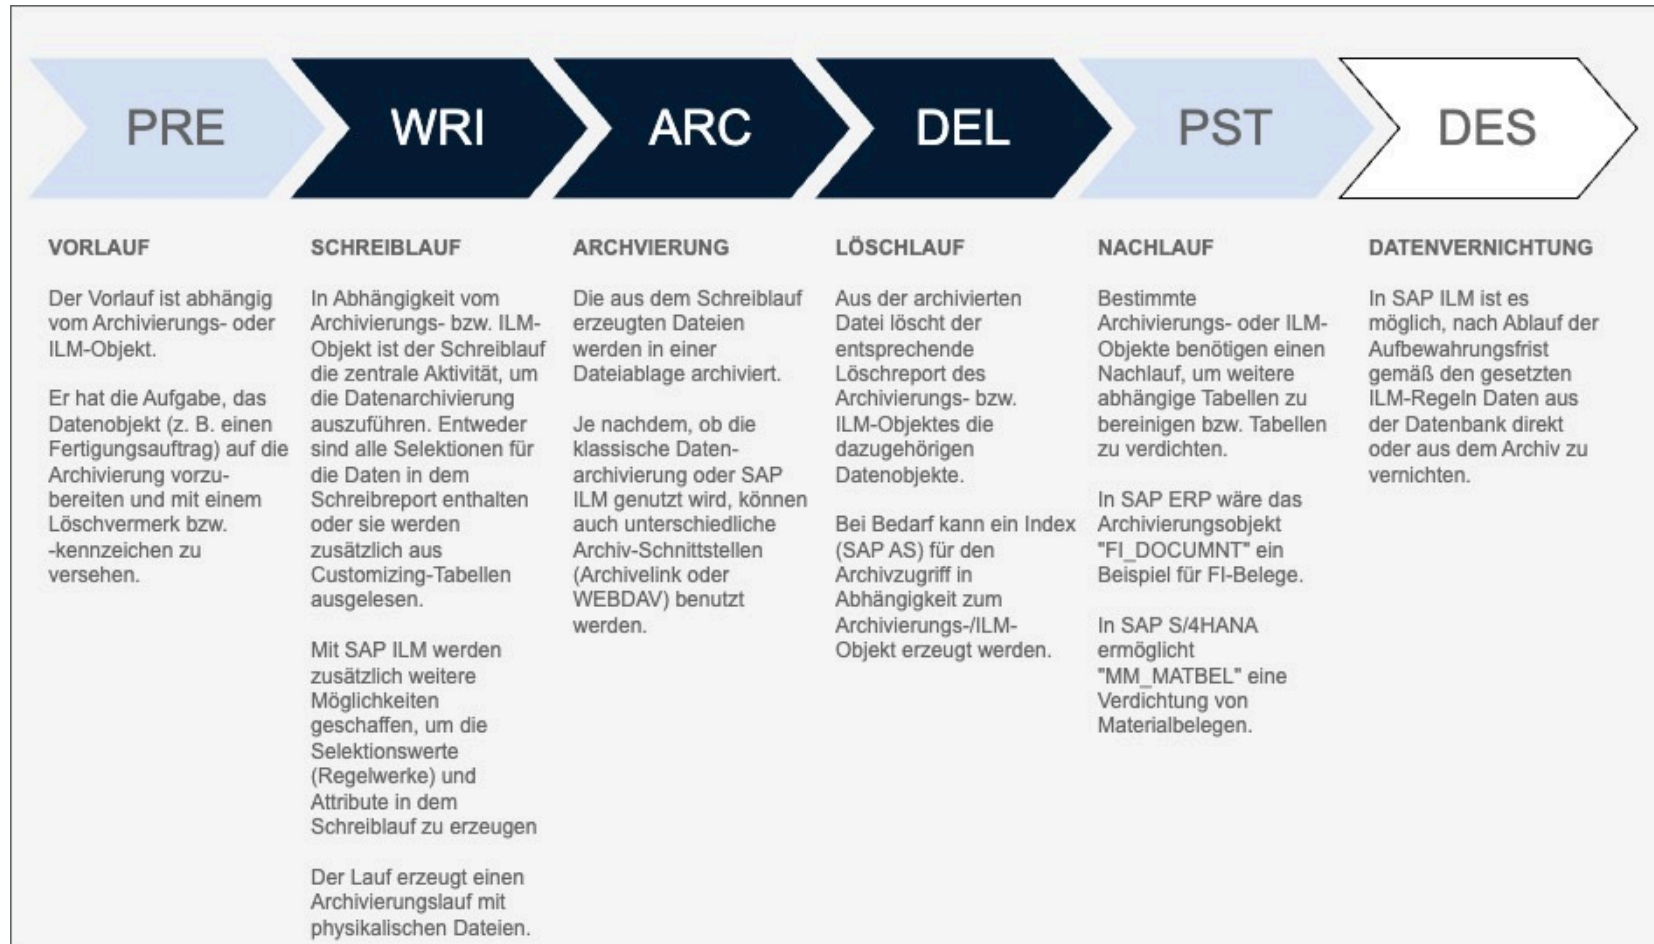 PRE
WRI
ARC
DEL
PST
DES
VORLAUF
Der Vorlauf ist abhängig
vom Archivierungs- oder
ILM-Objekt.
Er hat die Aufgabe, das
Datenobjekt (z. B. einen
Fertigungsauftrag) auf die
Archivierung vorzu-
bereiten und mit einem
Löschvermerk bzw.
-kennzeichen zu
versehen.
SCHREIBLAUF
In Abhängigkeit vom
Archivierungs- bzw. ILM-
Objekt ist der Schreiblauf
die zentrale Aktivität, um
die Datenarchivierung
auszuführen. Entweder
sind alle Selektionen für
die Daten in dem
Schreibreport enthalten
oder sie werden
zusätzlich aus
Customizing-Tabellen
ausgelesen.
Mit SAP ILM werden
zusätzlich weitere
Möglichkeiten
geschaffen, um die
Selektionswerte
(Regelwerke) und
Attribute in dem
Schreiblauf zu erzeugen
Der Lauf erzeugt einen
Archivierungslauf mit
physikalischen Dateien.
ARCHVIERUNG
Die aus dem Schreiblauf
erzeugten Dateien
werden in einer
Dateiablage archiviert.
Je nachdem, ob die
klassische Daten-
archivierung oder SAP
ILM genutzt wird, können
auch unterschiedliche
Archiv-Schnittstellen
(Archivelink oder
WEBDAV) benutzt
werden.
LÖSCHLAUF
Aus der archivierten
Datei löscht der
entsprechende
Löschreport des
Archivierungs- bzw.
ILM-Objektes die
dazugehörigen
Datenobjekte.
Bei Bedarf kann ein Index
(SAP AS) für den
Archivzugriff in
Abhängigkeit zum
Archivierungs-/ILM-
Objekt erzeugt werden.
NACHLAUF
Bestimmte
Archivierungs- oder ILM-
Objekte benötigen einen
Nachlauf, um weitere
abhängige Tabellen zu
bereinigen bzw. Tabellen
zu verdichten.
In SAP ERP wäre das
Archivierungsobjekt
"FI_DOCUMNT" ein
Beispiel für FI-Belege.
In SAP S/4HANA
ermöglicht
"MM_MATBEL" eine
Verdichtung von
Materialbelegen.
DATENVERNICHTUNG
In SAP ILM ist es
möglich, nach Ablauf der
Aufbewahrungsfrist
gemäß den gesetzten
ILM-Regeln Daten aus
der Datenbank direkt
oder aus dem Archiv zu
vernichten.